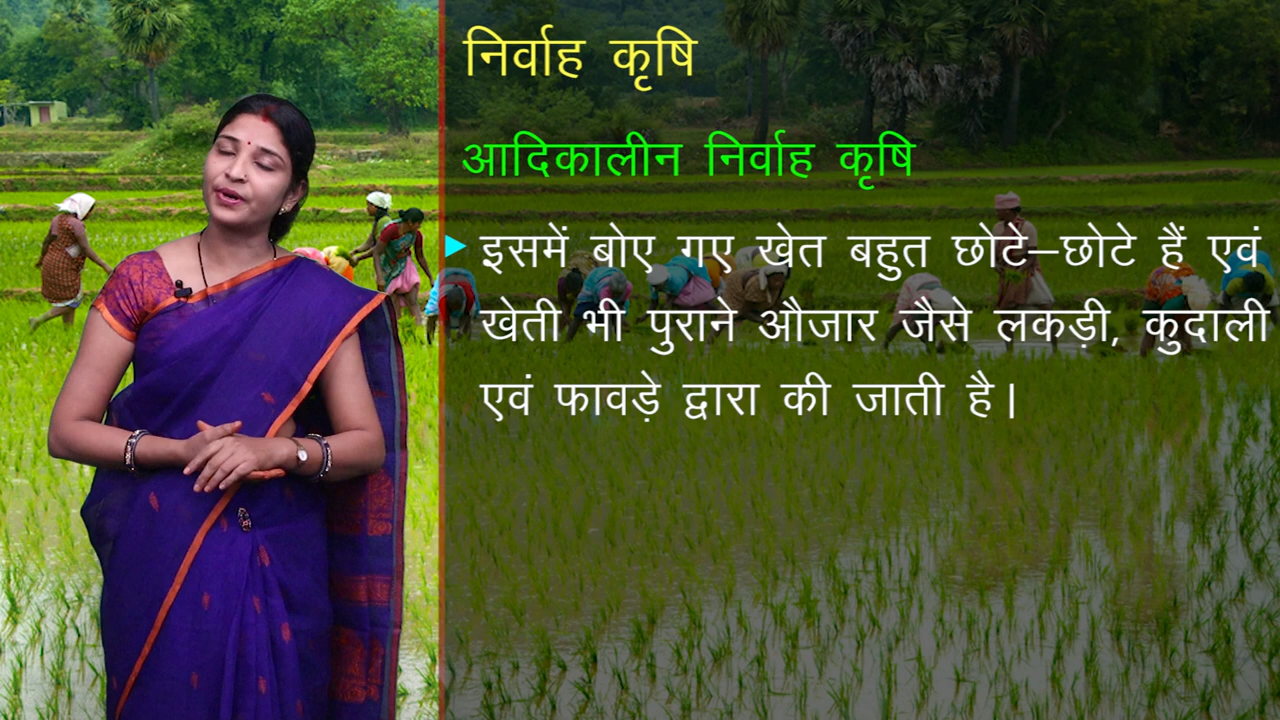 निर्वाह कृषि
आदिकालीन निर्वाह कृषि
इसमें बोए गए खेत बहुत छोटे–छोटे हैं एवं
खेती भी पुराने औजार जैसे लकड़ी, कुदाली
एवं फावड़े द्वारा की जाती है।